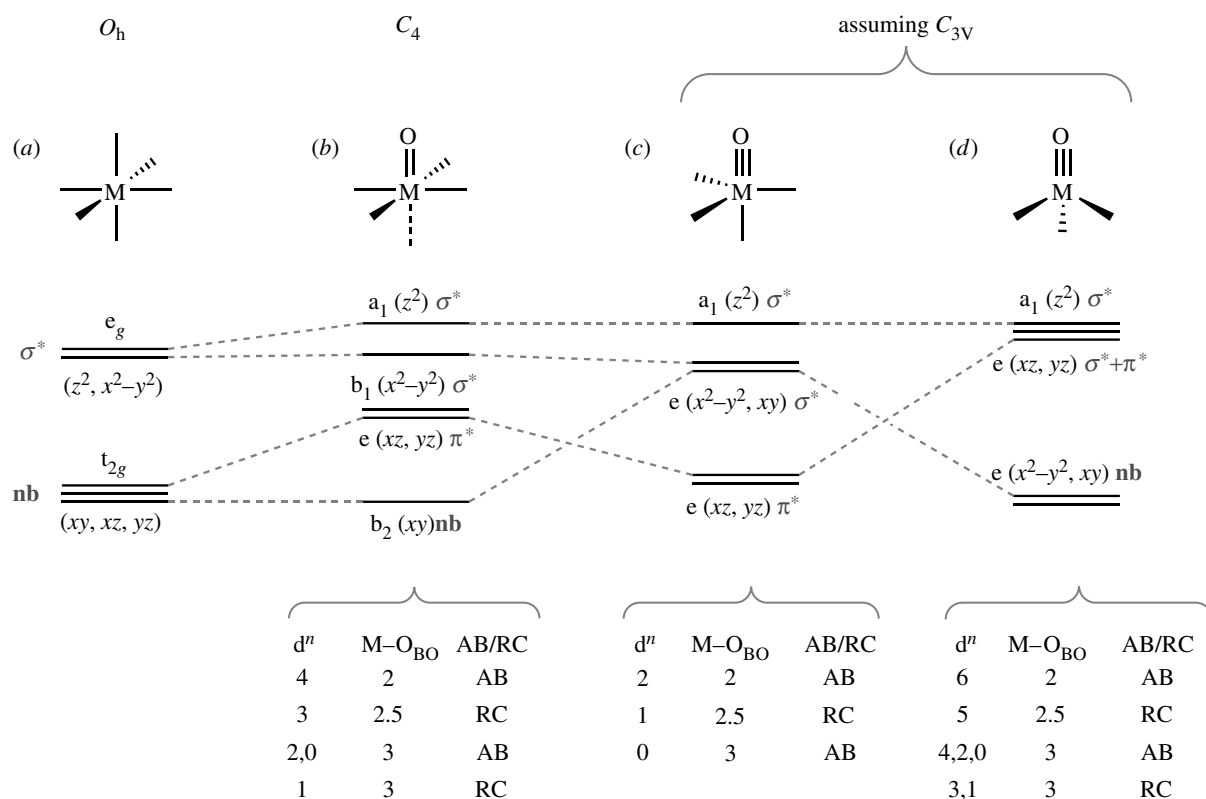 Oh C4 assuming C3V
(a) (b) (c) (d)
O O O
M M M M
a1 (z2) σ* a1 (z2) σ* a1 (z2) σ*
eg
σ*
(z2, x2–y2) b1 (x2–y2) σ* e (x2–y2, xy) σ* e (xz, yz) σ*+π*
e (xz, yz) π*
t2g
nb
(xy, xz, yz) b2 (xy)nb e (xz, yz) π* e (x2–y2, xy) nb
dn M–OBO AB/RC dn M–OBO AB/RC dn M–OBO AB/RC
4 2 AB 2 2 AB 6 2 AB
3 2.5 RC 1 2.5 RC 5 2.5 RC
2,0 3 AB 0 3 AB 4,2,0 3 AB
1 3 RC 3,1 3 RC